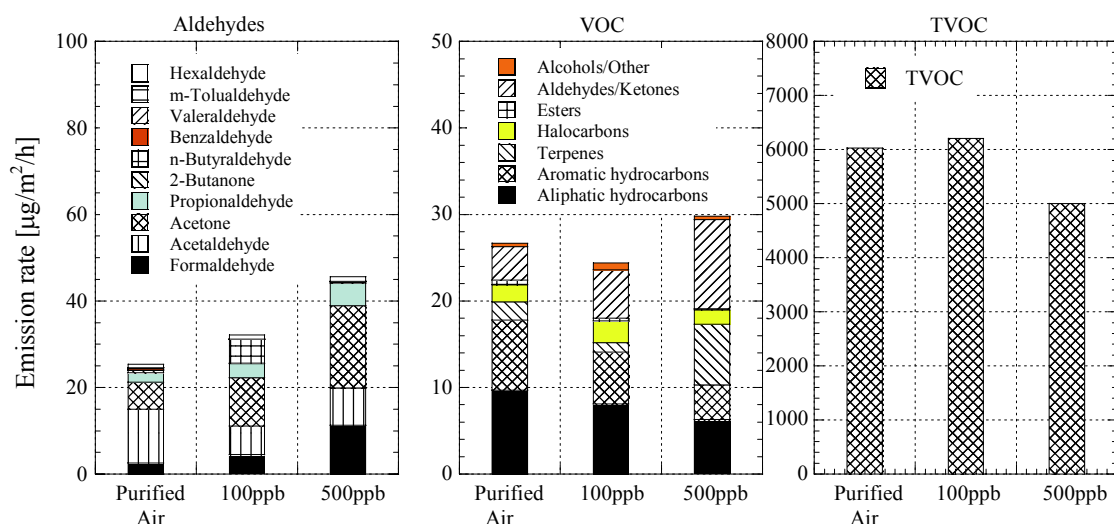 Aldehydes
VOC
TVOC
Emission rate [µg/m²/h]
100
80
60
40
20
0
Hexaldehyde
m-Tolualdehyde
Valeraldehyde
Benzaldehyde
n-Butyraldehyde
2-Butanone
Propionaldehyde
Acetone
Acetaldehyde
Formaldehyde
Purified
Air
100ppb
500ppb
50
40
30
20
10
0
Alcohols/Other
Aldehydes/Ketones
Esters
Halocarbons
Terpenes
Aromatic hydrocarbons
Aliphatic hydrocarbons
Purified
Air
100ppb
500ppb
8000
7000
6000
5000
4000
3000
2000
1000
0
TVOC
Purified
Air
100ppb
500ppb